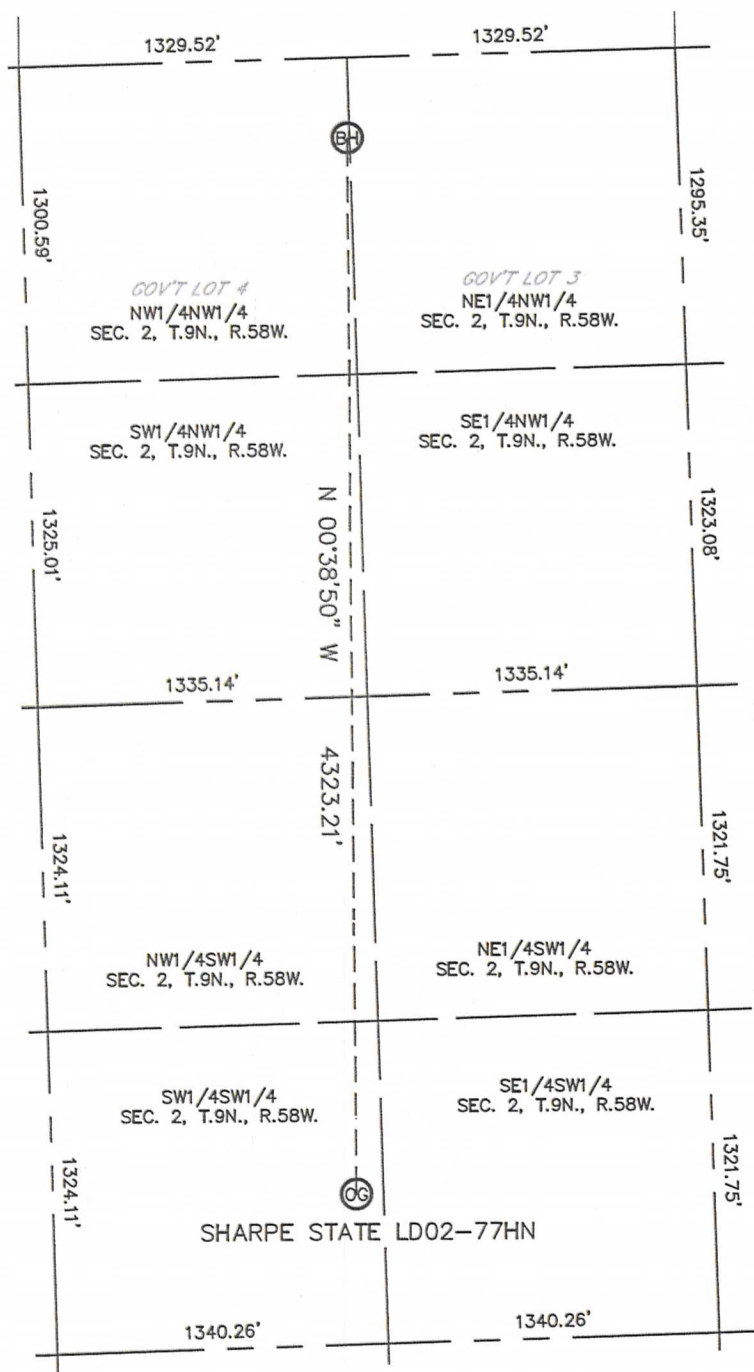 1329.52'
1329.52'
BH
1300.59'
1295.35'
GOV'T LOT 4
NW1/4NW1/4
SEC. 2, T.9N., R.58W.
GOV'T LOT 3
NE1/4NW1/4
SEC. 2, T.9N., R.58W.
SW1/4NW1/4
SEC. 2, T.9N., R.58W.
SE1/4NW1/4
SEC. 2, T.9N., R.58W.
1325.01'
N 00°38'50" W
4323.21'
1323.08'
1335.14'
1335.14'
1324.11'
1321.75'
NW1/4SW1/4
SEC. 2, T.9N., R.58W.
NE1/4SW1/4
SEC. 2, T.9N., R.58W.
SW1/4SW1/4
SEC. 2, T.9N., R.58W.
SE1/4SW1/4
SEC. 2, T.9N., R.58W.
1324.11'
1321.75'
OG
SHARPE STATE LD02-77HN
1340.26'
1340.26'